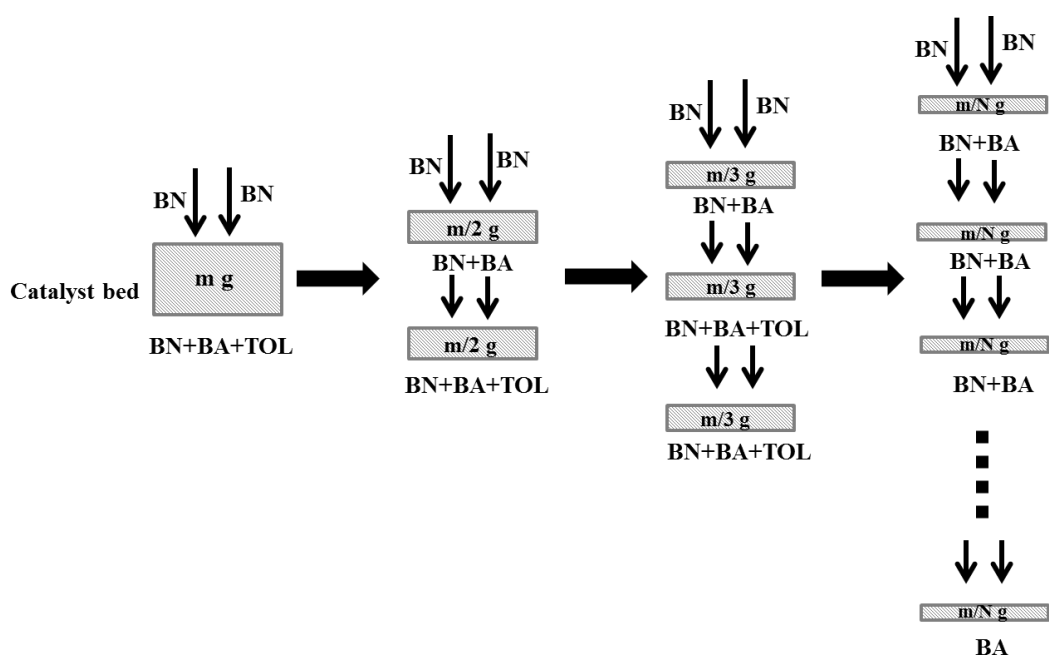 BN BN
m g
Catalyst bed
BN+BA+TOL
BN BN
m/2 g
BN+BA
m/2 g
BN+BA+TOL
BN BN
m/3 g
BN+BA
m/3 g
BN+BA+TOL
m/3 g
BN+BA+TOL
BN BN
m/N g
BN+BA
m/N g
BN+BA
m/N g
BN+BA
m/N g
BA